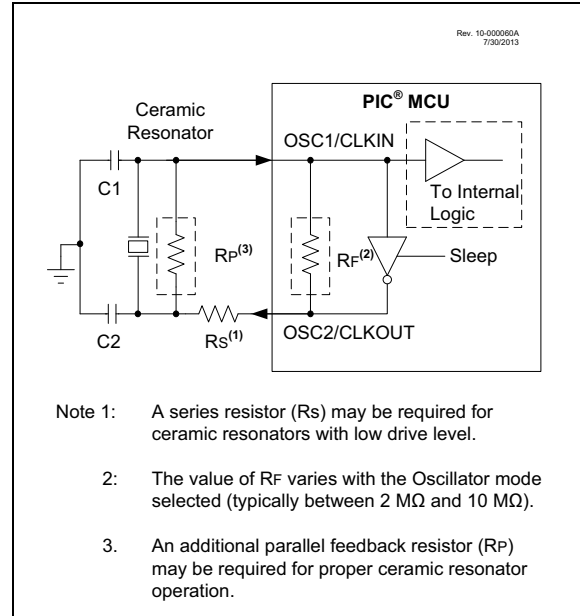 Rev. 10-000060A
7/30/2013
PIC® MCU
Ceramic
Resonator
OSC1/CLKIN
C1
To Internal
Logic
RP(3)
RF(2)
Sleep
C2
RS(1)
OSC2/CLKOUT
Note 1: A series resistor (Rs) may be required for
ceramic resonators with low drive level.
2: The value of RF varies with the Oscillator mode
selected (typically between 2 MΩ and 10 MΩ).
3. An additional parallel feedback resistor (RP)
may be required for proper ceramic resonator
operation.